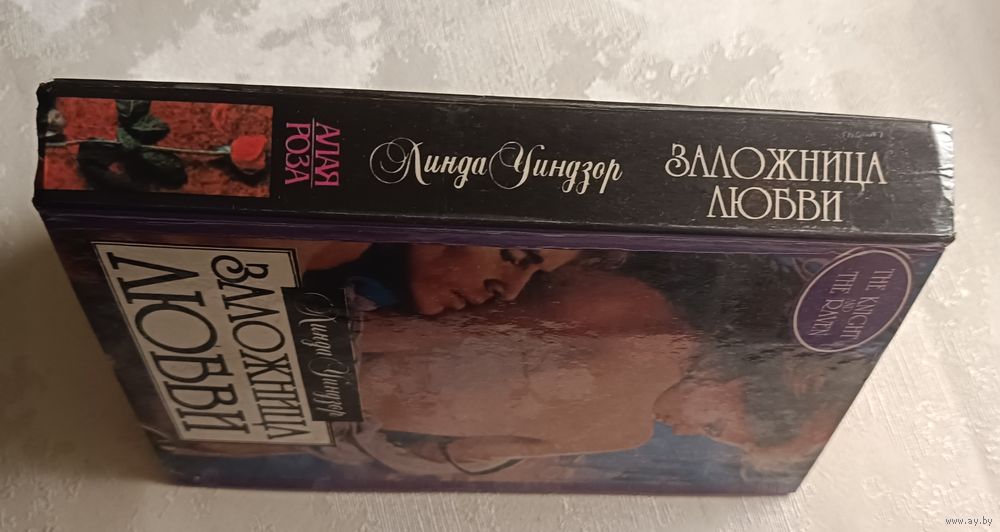 АЛАЯ
РОЗА
Линда Уиндзор
ЗАЛОЖНИЦА
ЛЮБВИ
THE KNIGHT
AND
THE RAVEN
Линда Уиндзор
ЗАЛОЖНИЦА
ЛЮБВИ
www.ay.by